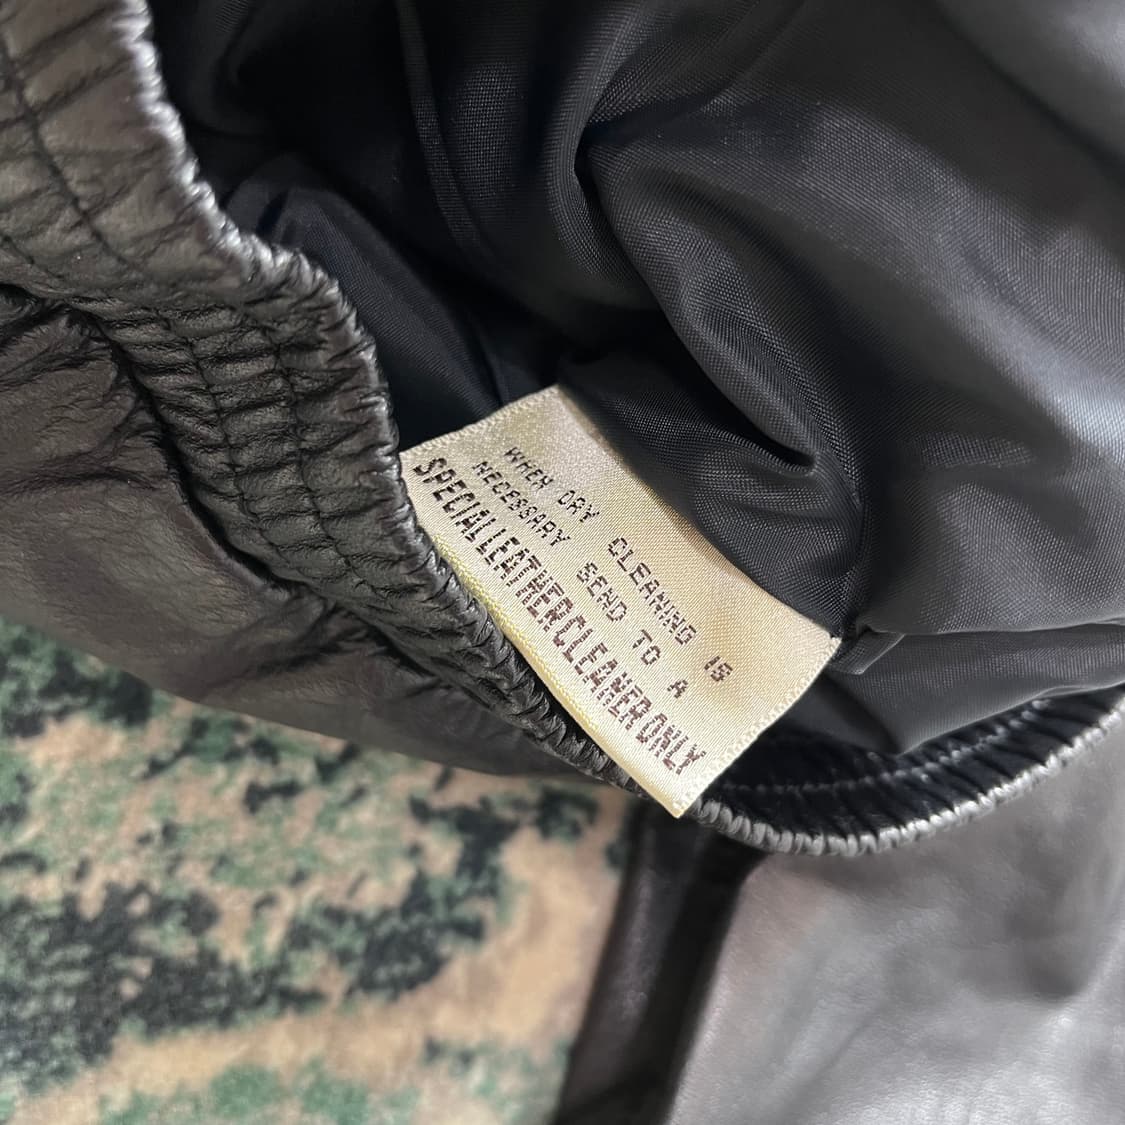 WHEN DRY CLEANING IS
NECESSARY SEND TO A
SPECIAL LEATHER CLEANER ONLY